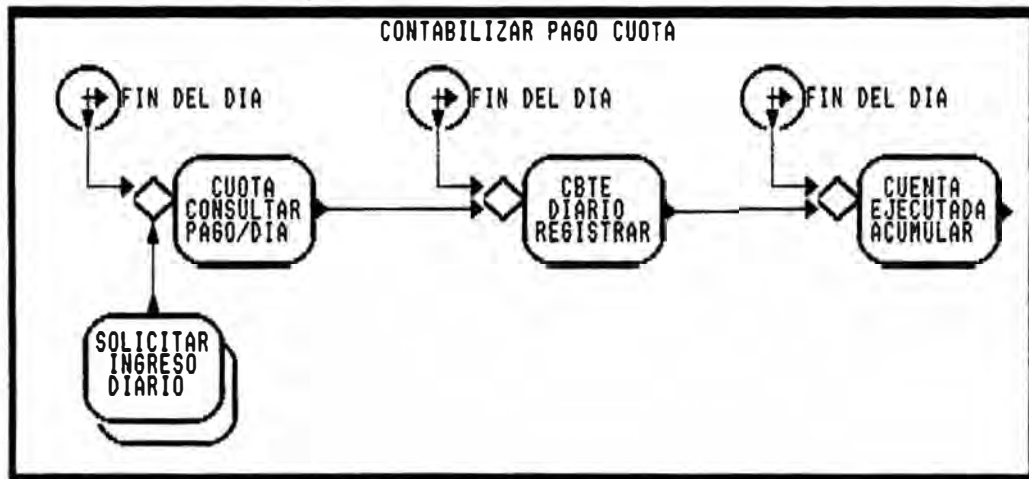 CONTABILIZAR PAGO CUOTA
FIN DEL DIA
FIN DEL DIA
FIN DEL DIA
CUOTA
CONSULTAR
PAGO/DIA
CBTE
DIARIO
REGISTRAR
CUENTA
EJECUTADA
ACUMULAR
SOLICITAR
INGRESO
DIARIO